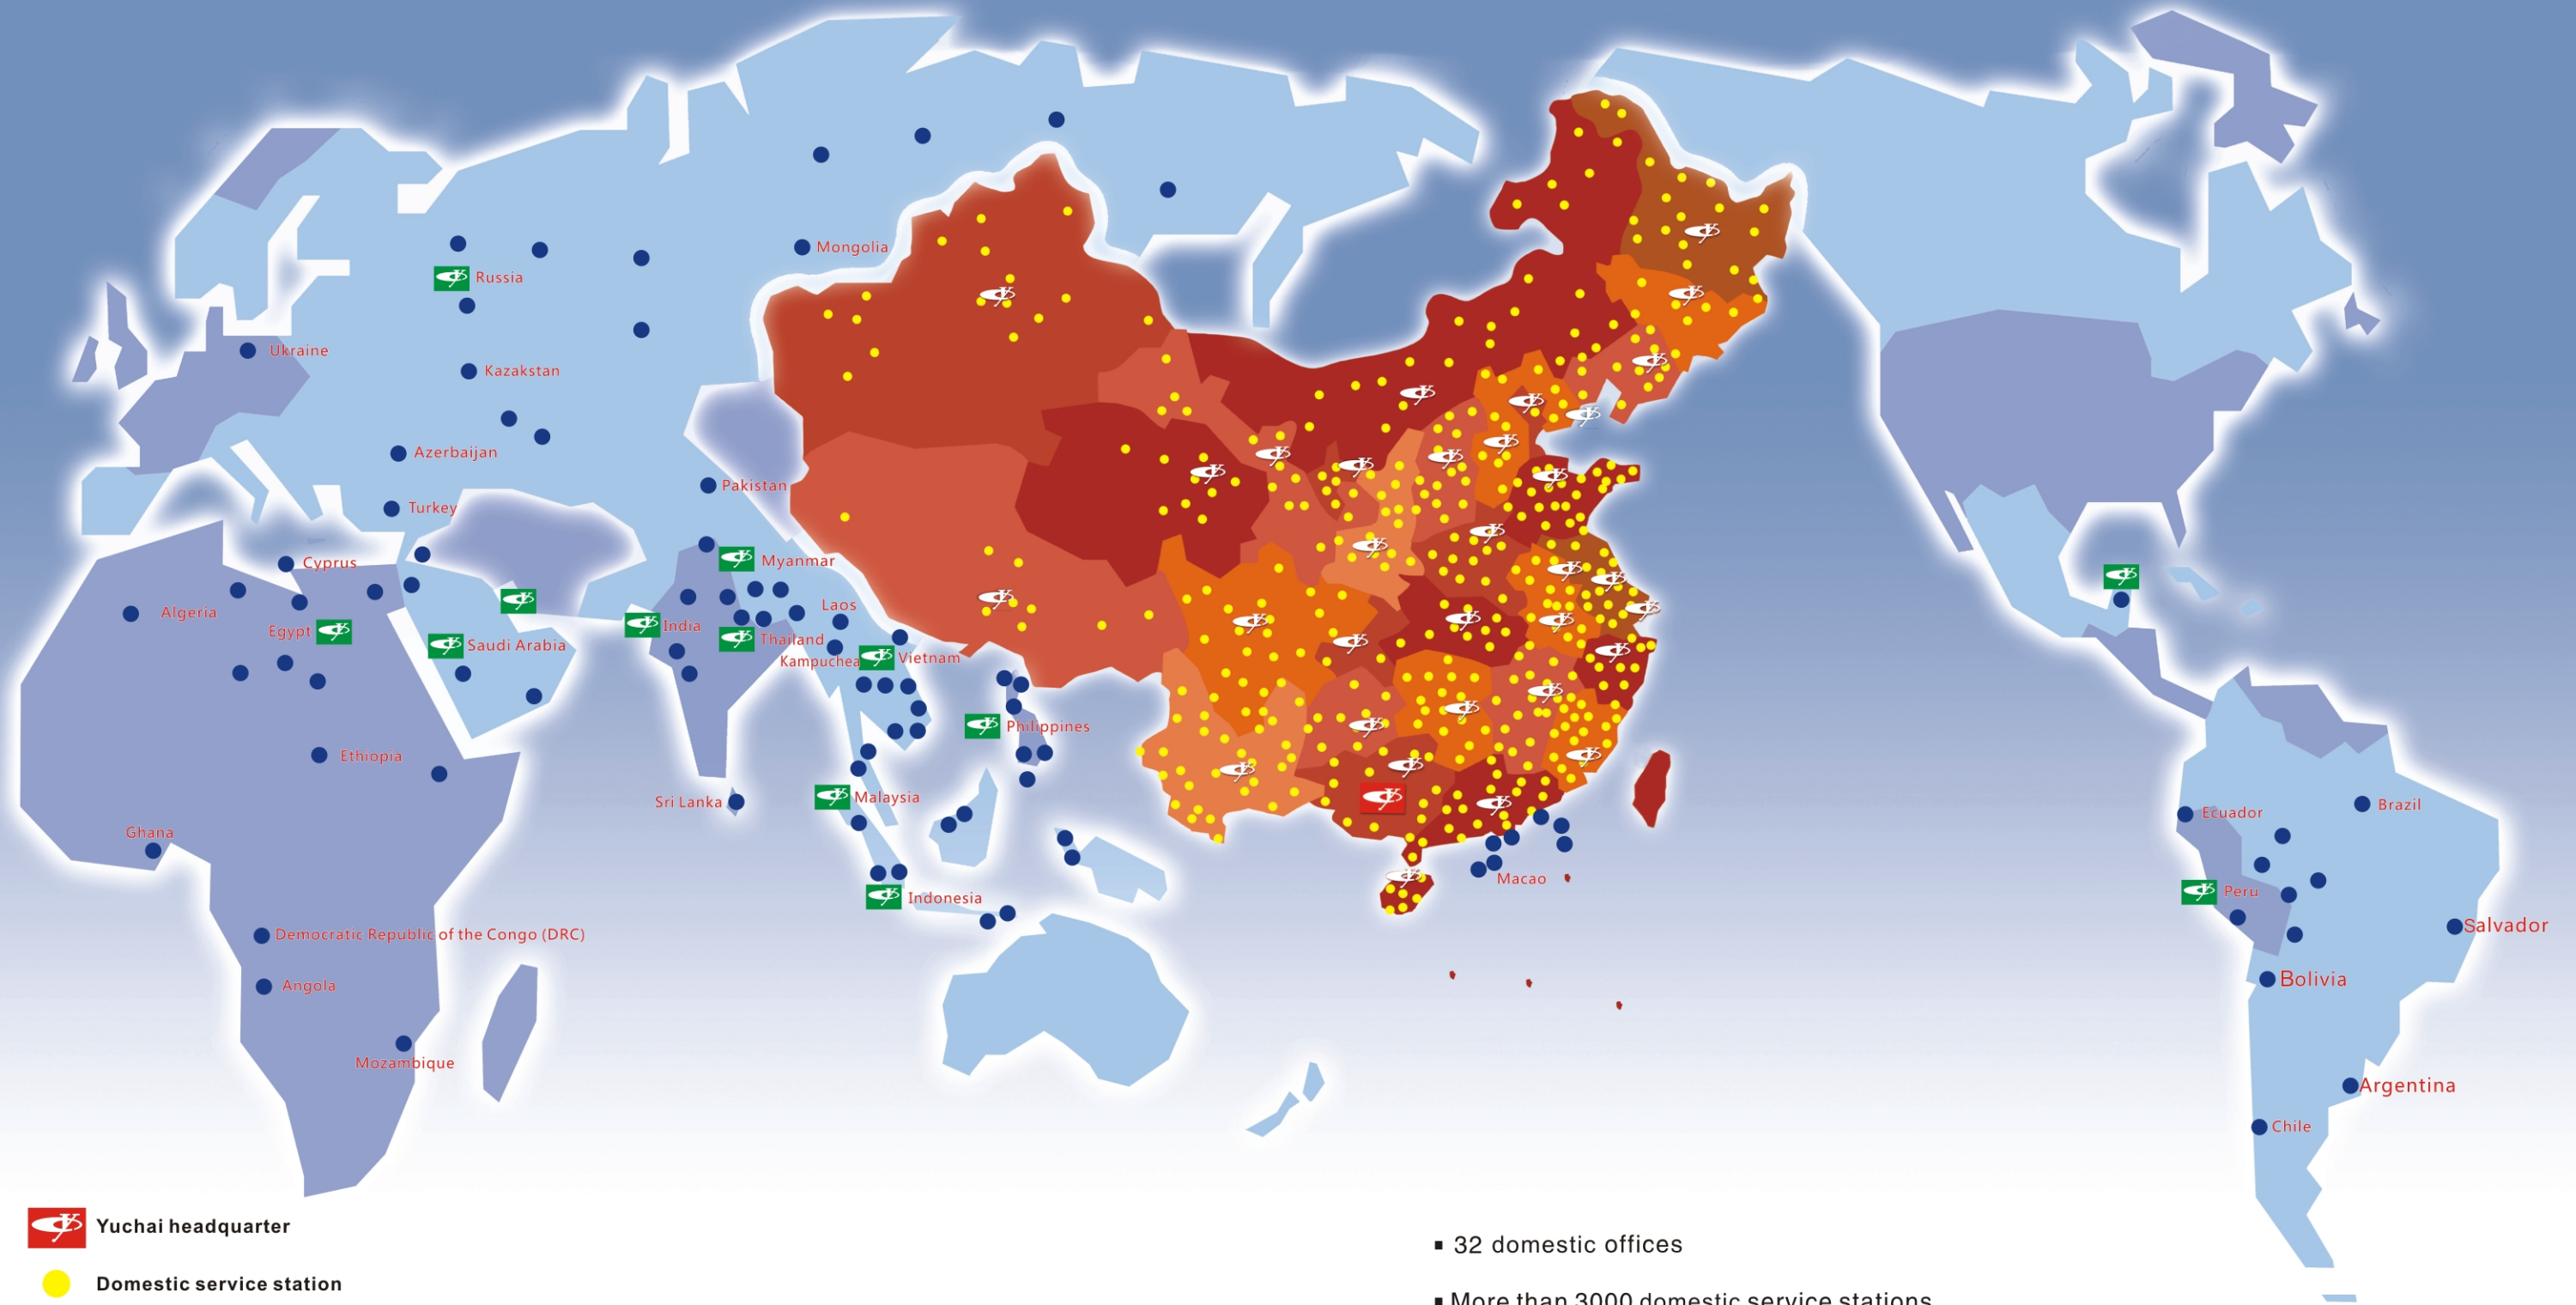 Mongolia
Russia
Ukraine
Kazakstan
Azerbaijan
Pakistan
Turkey
Cyprus
Myanmar
Algeria
Laos
Egypt
India
Saudi Arabia
Thailand
Kampuchea
Vietnam
Philippines
Ethiopia
Sri Lanka
Malaysia
Ghana
Ecuador
Brazil
Macao
Peru
Indonesia
Salvador
Democratic Republic of the Congo (DRC)
Bolivia
Angola
Mozambique
Argentina
Chile
Yuchai headquarter
▪ 32 domestic offices
Domestic service station
▪ More than 3000 domestic service stations